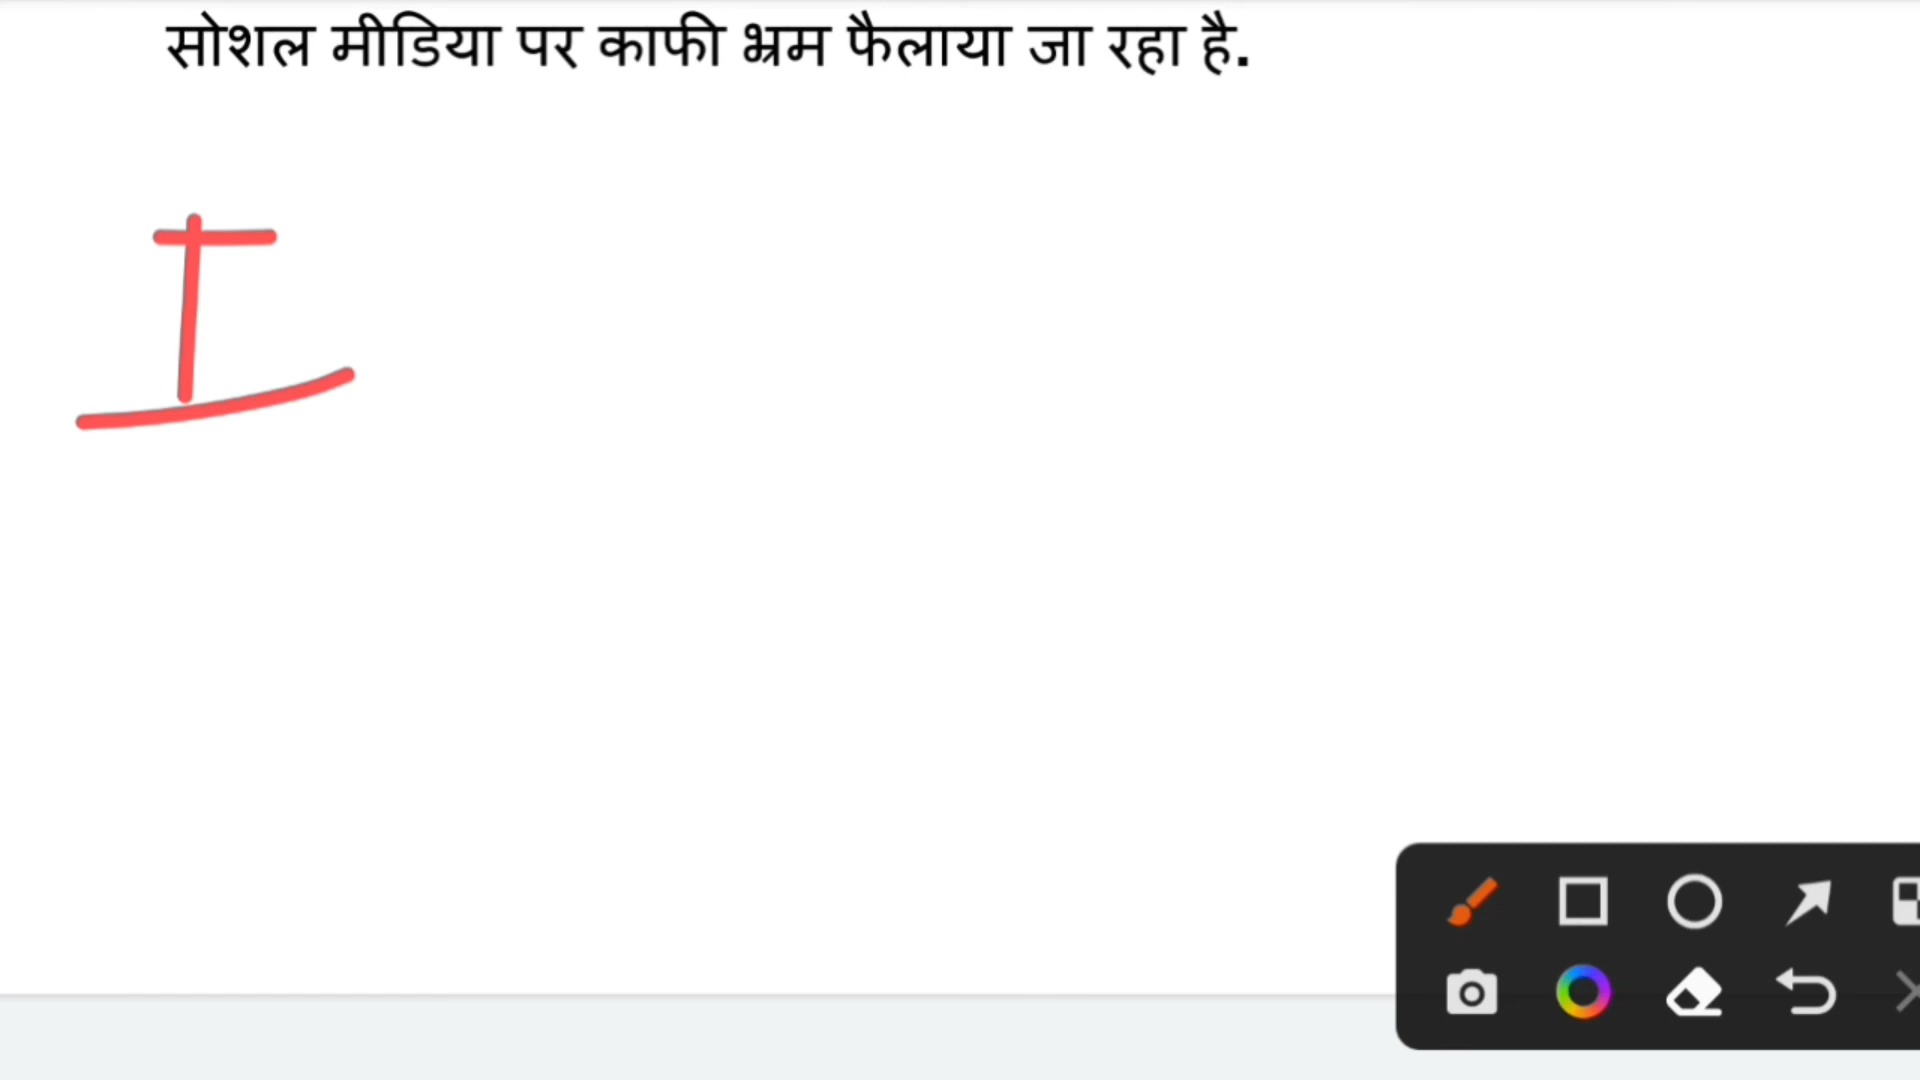 सोशल मीडिया पर काफी भ्रम फैलाया जा रहा है.
I